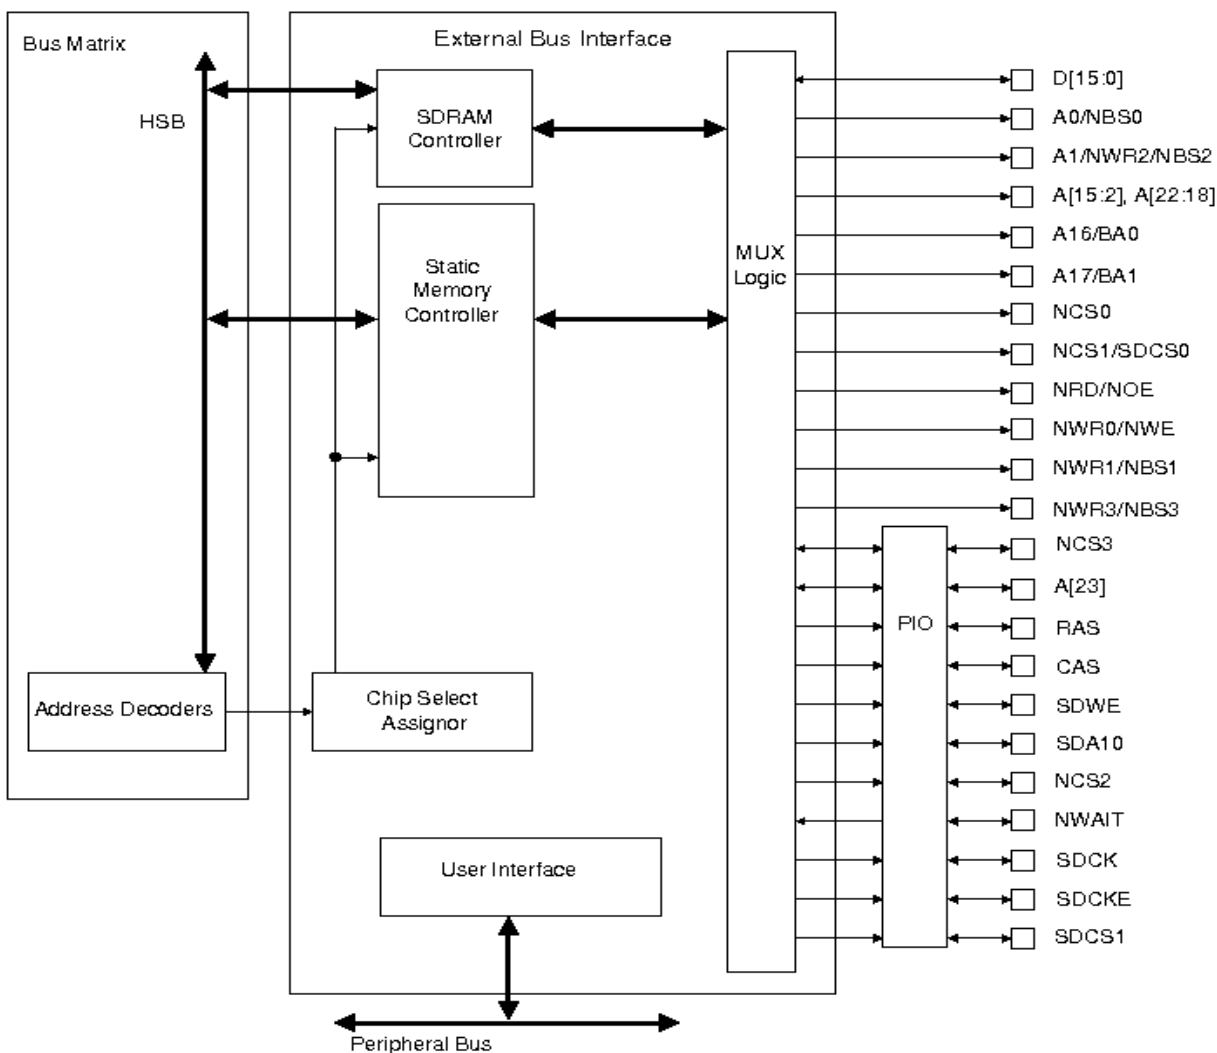 Bus Matrix
External Bus Interface
HSB
SDRAM
Controller
Static
Memory
Controller
MUX
Logic
Address Decoders
Chip Select
Assignor
User Interface
Peripheral Bus
PIO
D[15:0]
A0/NBS0
A1/NWR2/NBS2
A[15:2], A[22:18]
A16/BA0
A17/BA1
NCS0
NCS1/SDCS0
NRD/NOE
NWR0/NWE
NWR1/NBS1
NWR3/NBS3
NCS3
A[23]
RAS
CAS
SDWE
SDA10
NCS2
NWAIT
SDCK
SDCKE
SDCS1